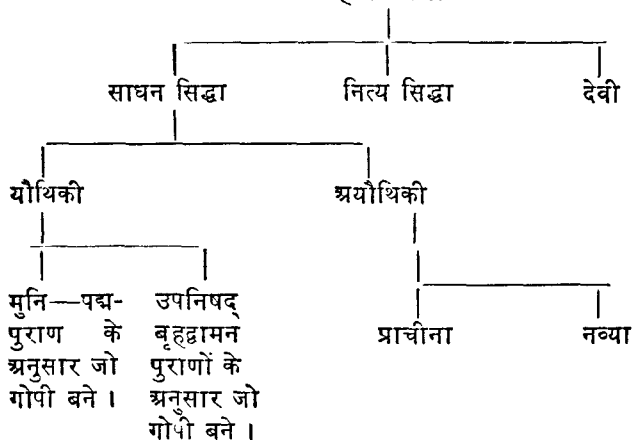 साधन सिद्धा नित्य सिद्धा देवी
यौथिकी अयौथिकी
मुनि—पद्म-
पुराण के
अनुसार जो
गोपी बने ।
उपनिषद्
बृहद्वामन
पुराणों के
अनुसार जो
गोपी बने ।
प्राचीना नव्या